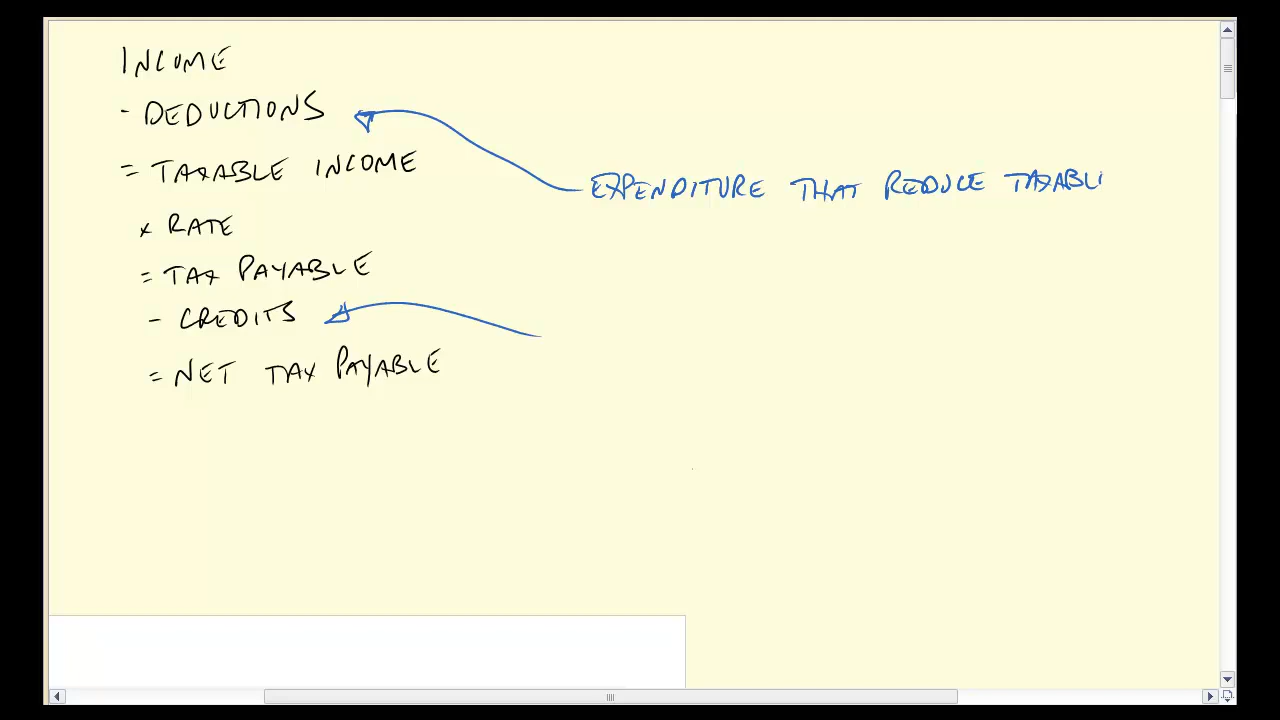 INCOME
- DEDUCTIONS
= TAXABLE INCOME
EXPENDITURE THAT REDUCE TAXABL
x RATE
= TAX PAYABLE
- CREDITS
= NET TAX PAYABLE